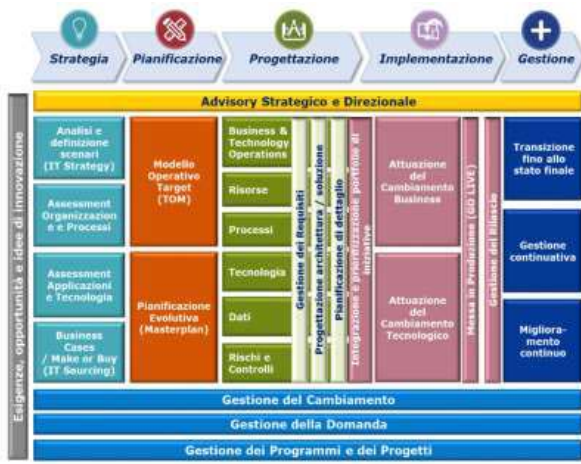 Strategia
Pianificazione
Progettazione
Implementazione
Gestione
Esigenze, opportunità e idee di innovazione
Advisory Strategico e Direzionale
Analisi e
definizione
scenari
(IT Strategy)
Assessment
Organizzazion
e e Processi
Assessment
Applicazioni
e Tecnologia
Business
Cases
/ Make or Buy
(IT Sourcing)
Modello
Operativo
Target
(TOM)
Pianificazione
Evolutiva
(Masterplan)
Business &
Technology
Operations
Risorse
Processi
Tecnologia
Dati
Rischi e
Controlli
Gestione dei Requisiti
Progettazione architettura / soluzione
Pianificazione di dettaglio
Integrazione e prioritizzazione portfolio di
iniziative
Attuazione
del
Cambiamento
Business
Attuazione
del
Cambiamento
Tecnologico
Messa in Produzione (GO LIVE)
Gestione del Rilascio
Transizione
fino allo
stato finale
Gestione
continuativa
Migliora-
mento
continuo
Gestione del Cambiamento
Gestione della Domanda
Gestione dei Programmi e dei Progetti